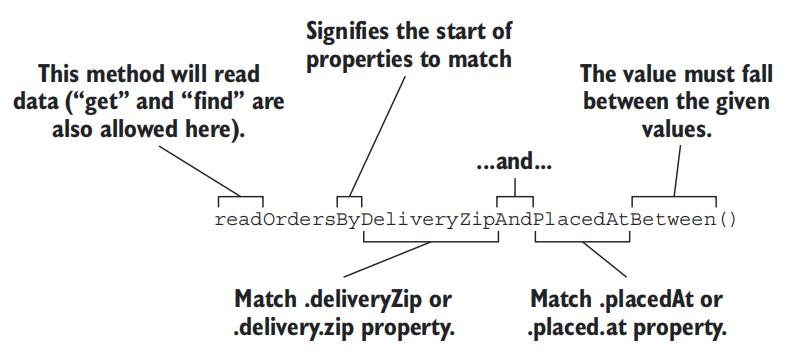 Signifies the start of
properties to match
This method will read
data (“get” and “find” are
also allowed here).
The value must fall
between the given
values.
...and...
readOrdersByDeliveryZipAndPlacedAtBetween()
Match .deliveryZip or
.delivery.zip property.
Match .placedAt or
.placed.at property.